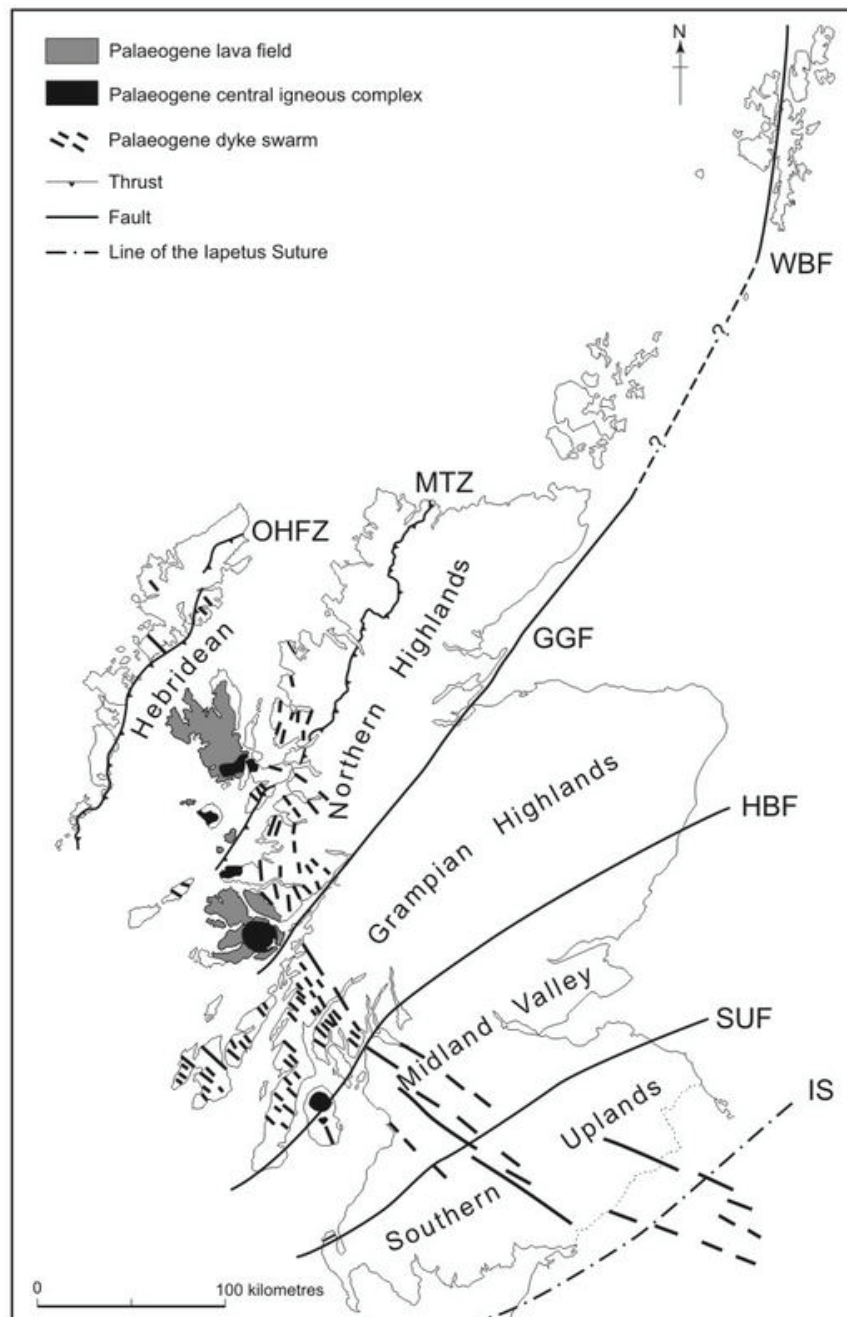 Palaeogene lava field
Palaeogene central igneous complex
Palaeogene dyke swarm
Thrust
Fault
Line of the Iapetus Suture
N
WBF
?
?
MTZ
OHFZ
GGF
Hebridean
Northern Highlands
HBF
Grampian Highlands
SUF
Midland Valley
IS
Southern Uplands
0
100 kilometres